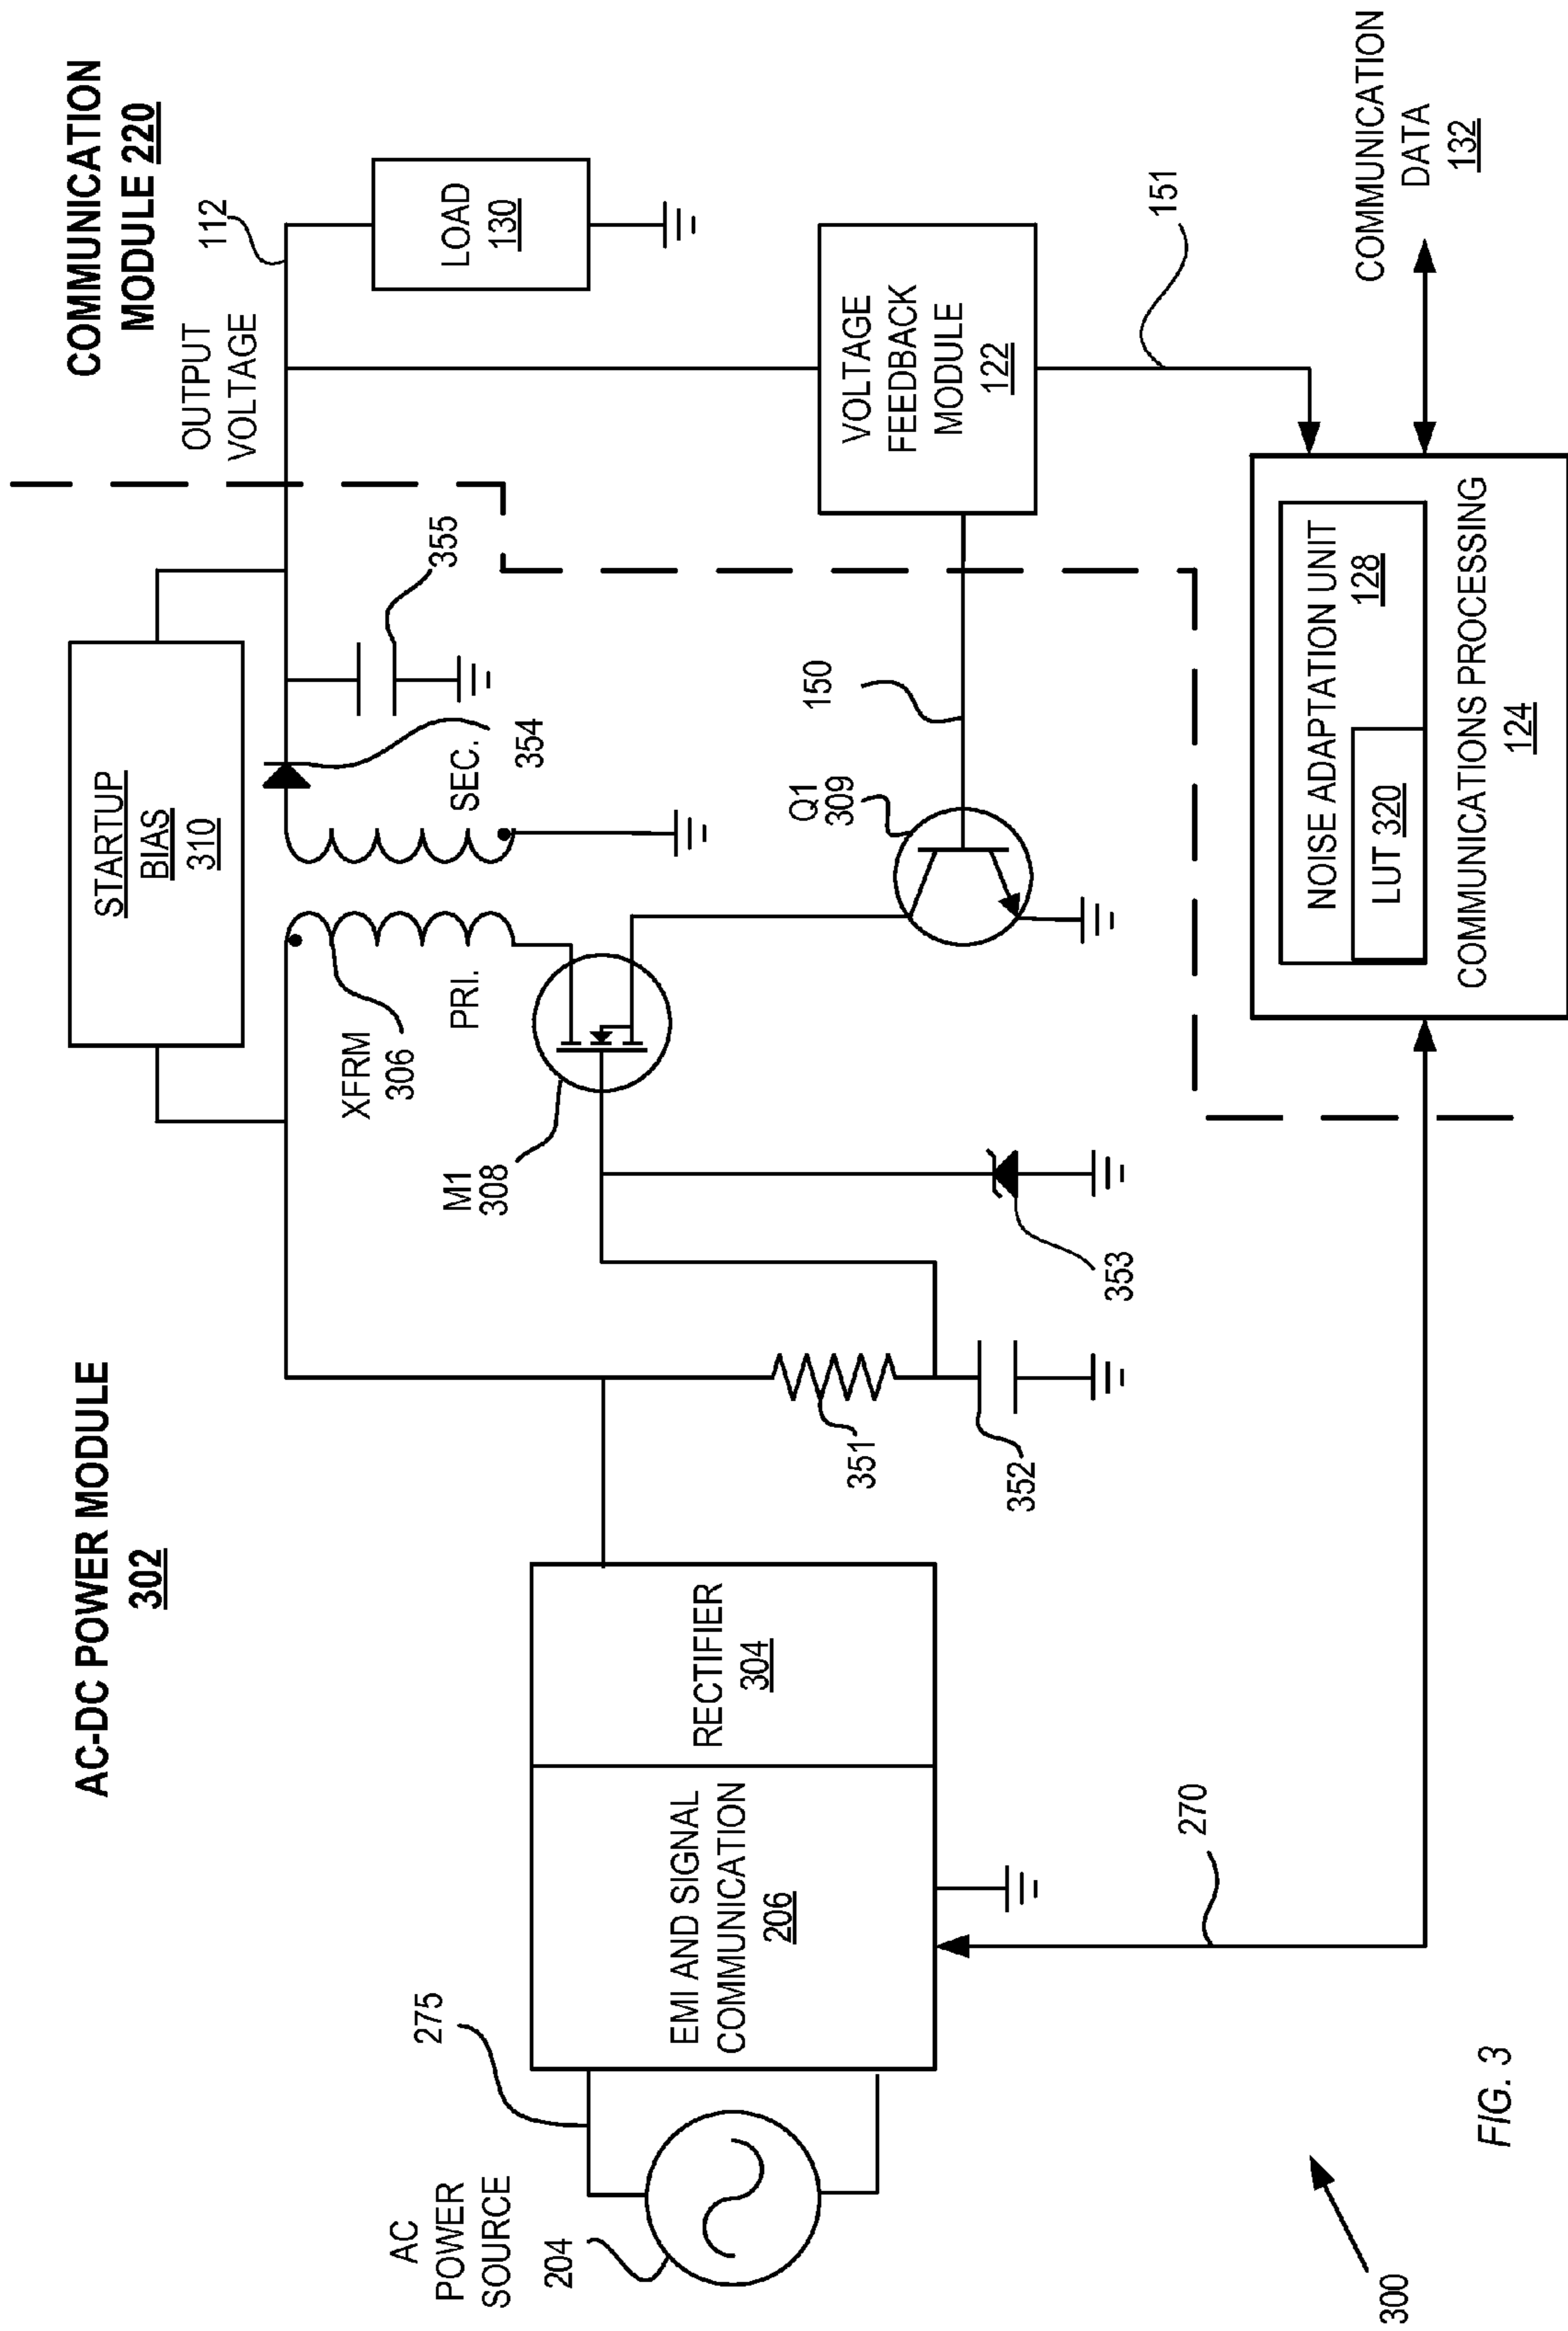 AC-DC POWER MODULE
302
COMMUNICATION
MODULE 220
STARTUP
BIAS
310
OUTPUT
VOLTAGE
112
XFRM
306
PRI.
SEC.
354
355
LOAD
130
M1
308
Q1
309
150
VOLTAGE
FEEDBACK
MODULE
122
151
AC
POWER
SOURCE
204
275
EMI AND SIGNAL
COMMUNICATION
206
RECTIFIER
304
351
352
353
270
NOISE ADAPTATION UNIT
128
LUT 320
COMMUNICATIONS PROCESSING
124
COMMUNICATION
DATA
132
300
FIG. 3